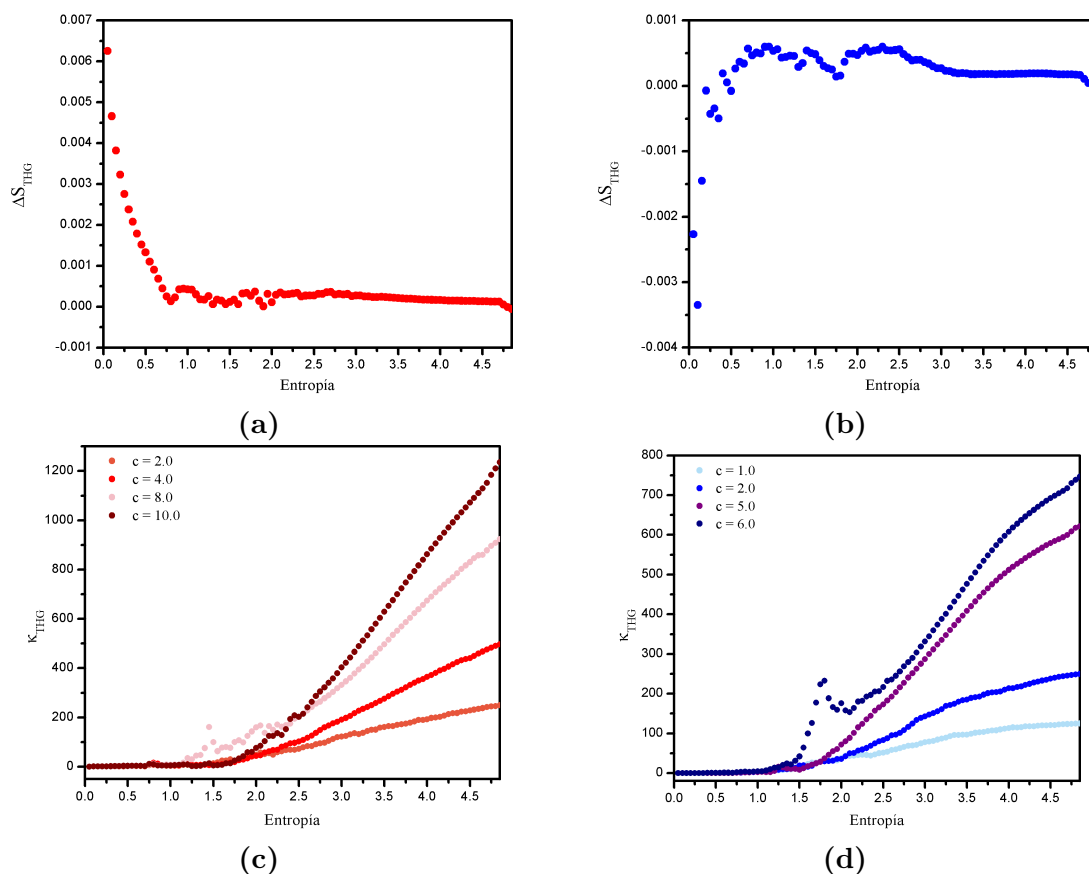 0.007
0.006
0.005
0.004
0.003
0.002
0.001
0.000
-0.001
ΔS_THG
0.0 0.5 1.0 1.5 2.0 2.5 3.0 3.5 4.0 4.5
Entropía
(a)
0.001
0.000
-0.001
-0.002
-0.003
-0.004
ΔS_THG
0.0 0.5 1.0 1.5 2.0 2.5 3.0 3.5 4.0 4.5
Entropía
(b)
c = 2.0
c = 4.0
c = 8.0
c = 10.0
1200
1000
800
600
400
200
0
κ_THG
0.0 0.5 1.0 1.5 2.0 2.5 3.0 3.5 4.0 4.5
Entropía
(c)
c = 1.0
c = 2.0
c = 5.0
c = 6.0
800
700
600
500
400
300
200
100
0
κ_THG
0.0 0.5 1.0 1.5 2.0 2.5 3.0 3.5 4.0 4.5
Entropía
(d)